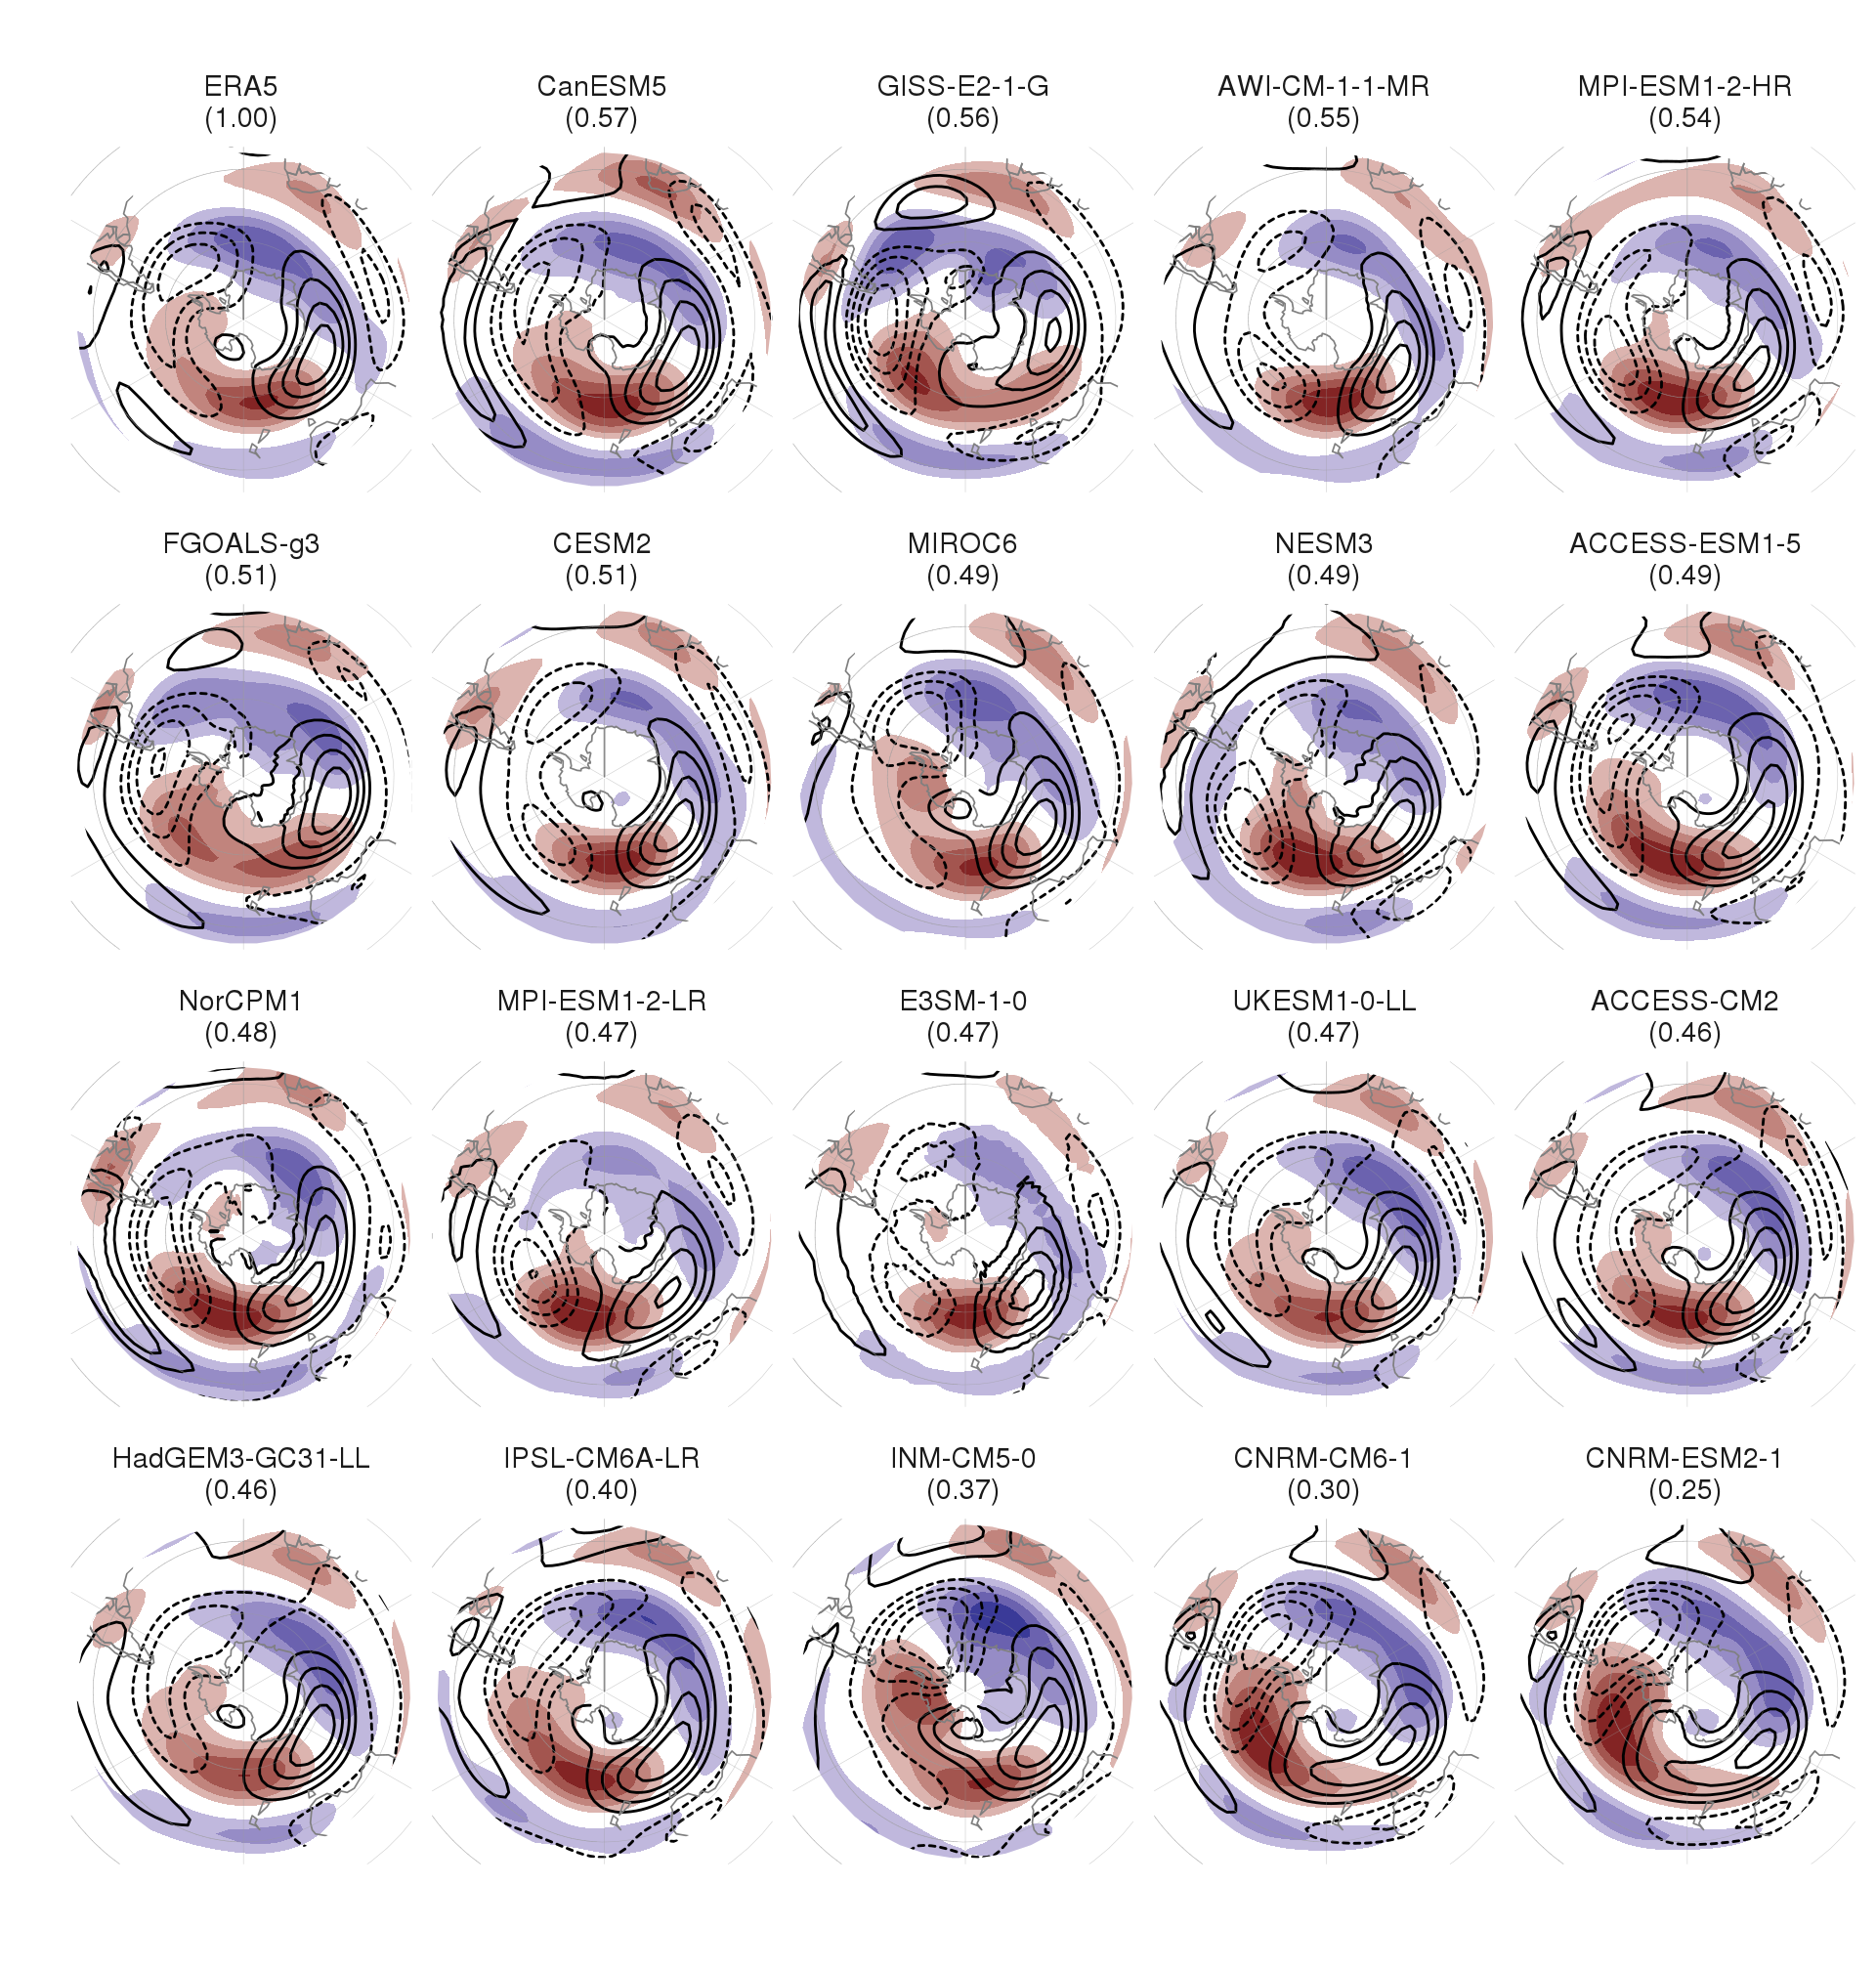 ERA5
(1.00)
CanESM5
(0.57)
GISS-E2-1-G
(0.56)
AWI-CM-1-1-MR
(0.55)
MPI-ESM1-2-HR
(0.54)
FGOALS-g3
(0.51)
CESM2
(0.51)
MIROC6
(0.49)
NESM3
(0.49)
ACCESS-ESM1-5
(0.49)
NorCPM1
(0.48)
MPI-ESM1-2-LR
(0.47)
E3SM-1-0
(0.47)
UKESM1-0-LL
(0.47)
ACCESS-CM2
(0.46)
HadGEM3-GC31-LL
(0.46)
IPSL-CM6A-LR
(0.40)
INM-CM5-0
(0.37)
CNRM-CM6-1
(0.30)
CNRM-ESM2-1
(0.25)